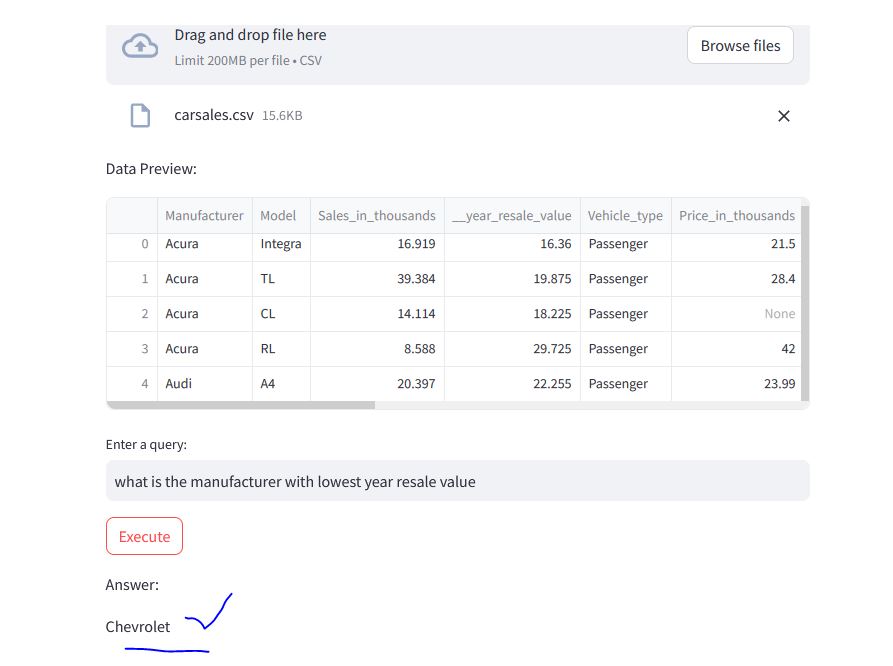 Drag and drop file here
Browse files
Limit 200MB per file • CSV
carsales.csv 15.6KB
Data Preview:
Manufacturer Model Sales_in_thousands __year_resale_value Vehicle_type Price_in_thousands
0 Acura Integra 16.919 16.36 Passenger 21.5
1 Acura TL 39.384 19.875 Passenger 28.4
2 Acura CL 14.114 18.225 Passenger None
3 Acura RL 8.588 29.725 Passenger 42
4 Audi A4 20.397 22.255 Passenger 23.99
Enter a query:
what is the manufacturer with lowest year resale value
Execute
Answer:
Chevrolet